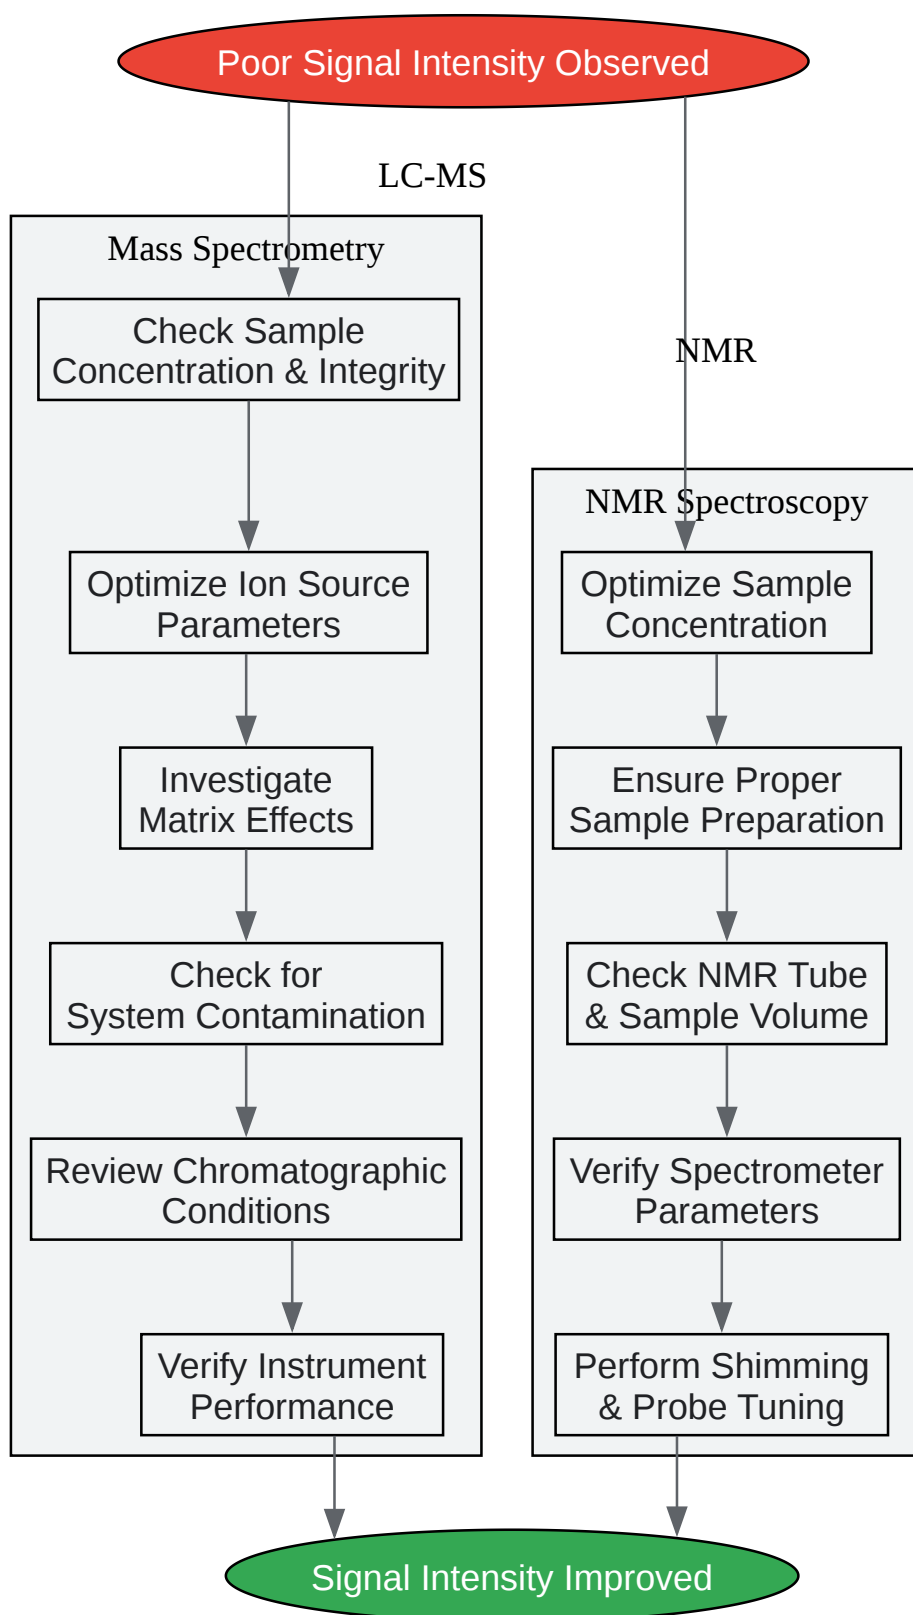 Poor Signal Intensity Observed
LC-MS
Mass Spectrometry
Check Sample
Concentration & Integrity
Optimize Ion Source
Parameters
Investigate
Matrix Effects
Check for
System Contamination
Review Chromatographic
Conditions
Verify Instrument
Performance
NMR
NMR Spectroscopy
Optimize Sample
Concentration
Ensure Proper
Sample Preparation
Check NMR Tube
& Sample Volume
Verify Spectrometer
Parameters
Perform Shimming
& Probe Tuning
Signal Intensity Improved